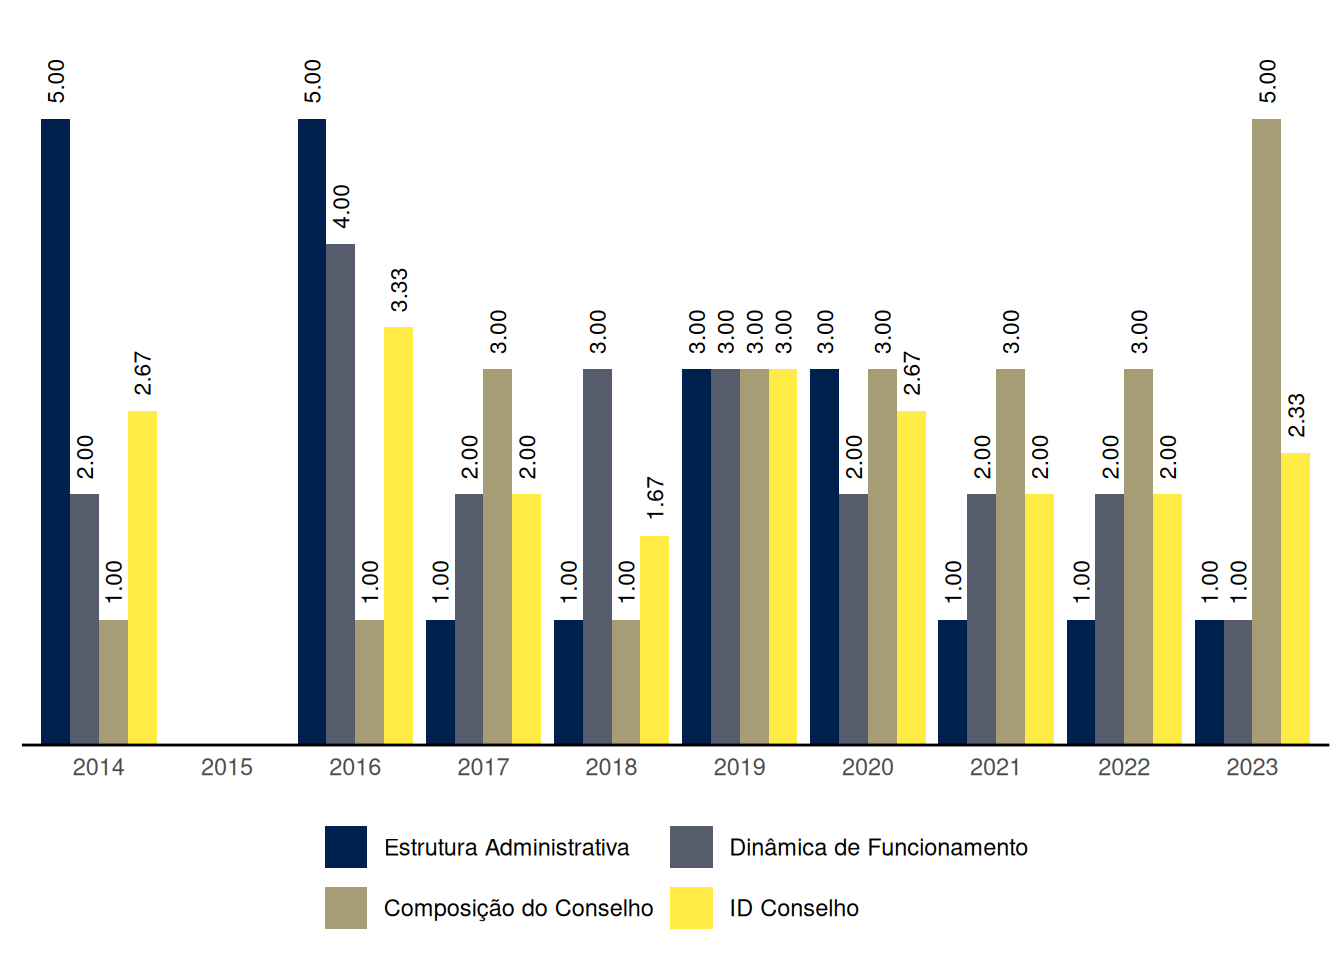 5.00 2.00 1.00 2.67
5.00 4.00 1.00 3.33
1.00 2.00 3.00 2.00
1.00 3.00 1.00 1.67
3.00 3.00 3.00 3.00
3.00 2.00 3.00 2.67
1.00 2.00 3.00 2.00
1.00 2.00 3.00 2.00
1.00 1.00 5.00 2.33
2014 2015 2016 2017 2018 2019 2020 2021 2022 2023
Estrutura Administrativa Dinâmica de Funcionamento
Composição do Conselho ID Conselho